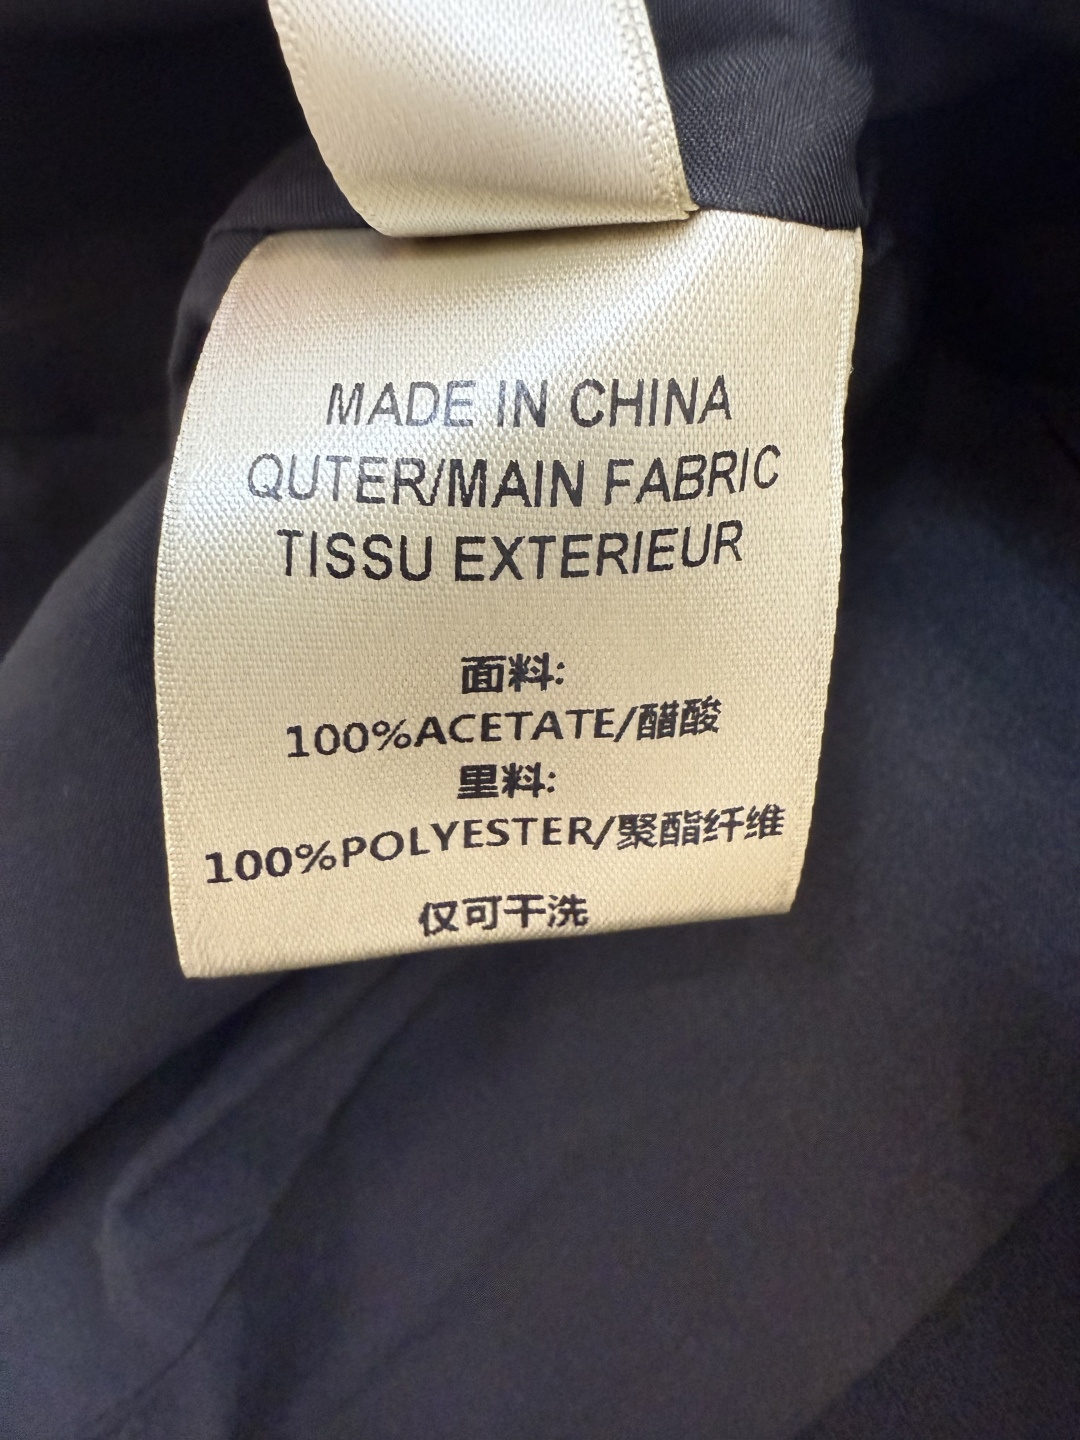 MADE IN CHINA
QUTER/MAIN FABRIC
TISSU EXTERIEUR
面料:
100%ACETATE/醋酸
里料:
100%POLYESTER/聚酯纤维
仅可干洗